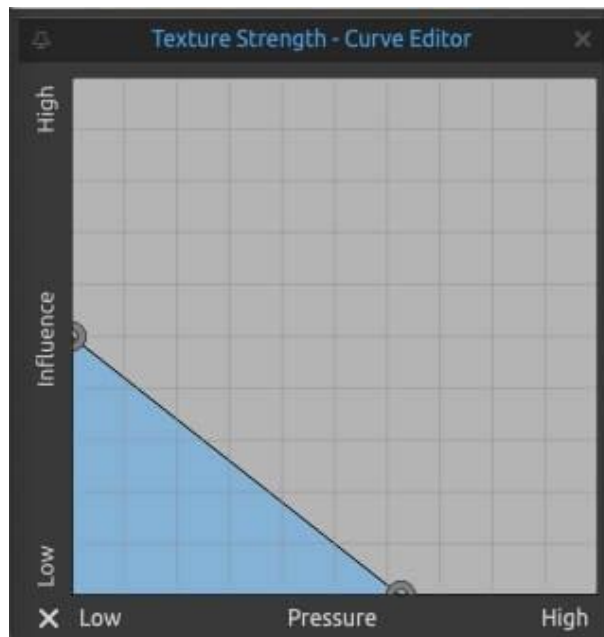 Texture Strength - Curve Editor
High
Influence
Low
Low Pressure High